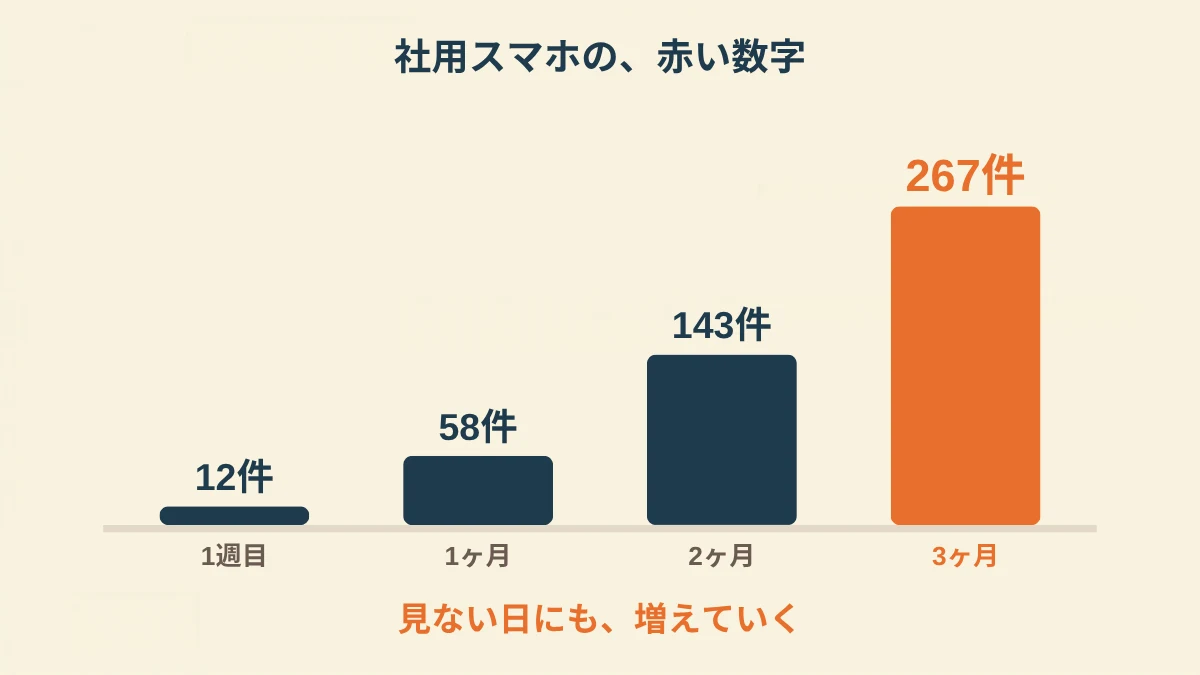 社用スマホの、赤い数字
267件
143件
58件
12件
1週目
1ヶ月
2ヶ月
3ヶ月
見ない日にも、増えていく